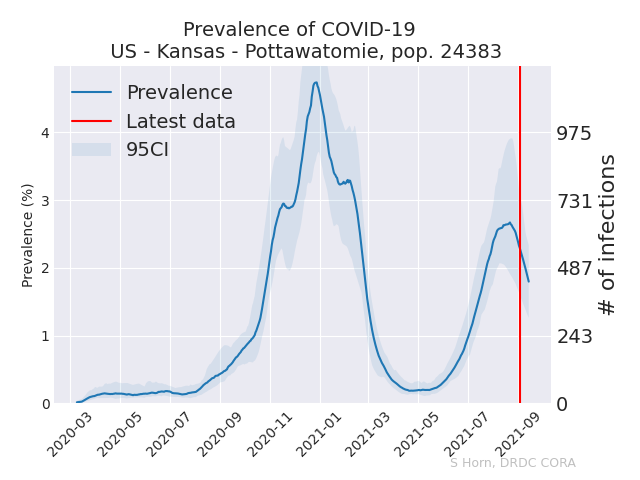 Prevalence of COVID-19
US - Kansas - Pottawatomie, pop. 24383
Prevalence
Latest data
95CI
Prevalence (%)
4
3
2
1
0
975
731
487
243
0
# of infections
2020-03
2020-05
2020-07
2020-09
2020-11
2021-01
2021-03
2021-05
2021-07
2021-09
S Horn, DRDC CORA